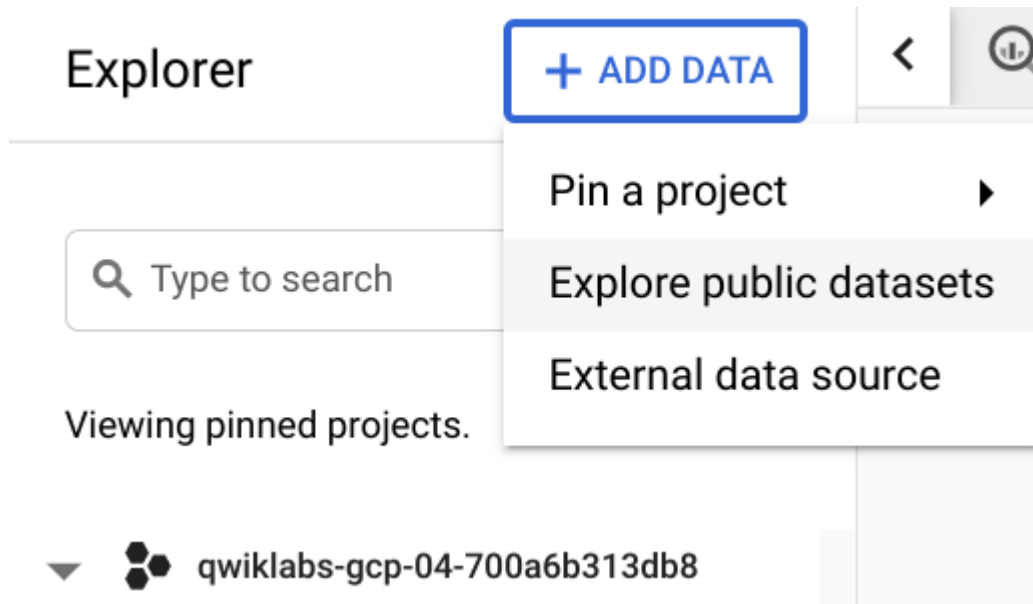 Explorer
+ ADD DATA
Pin a project
Explore public datasets
External data source
Type to search
Viewing pinned projects.
qwiklabs-gcp-04-700a6b313db8